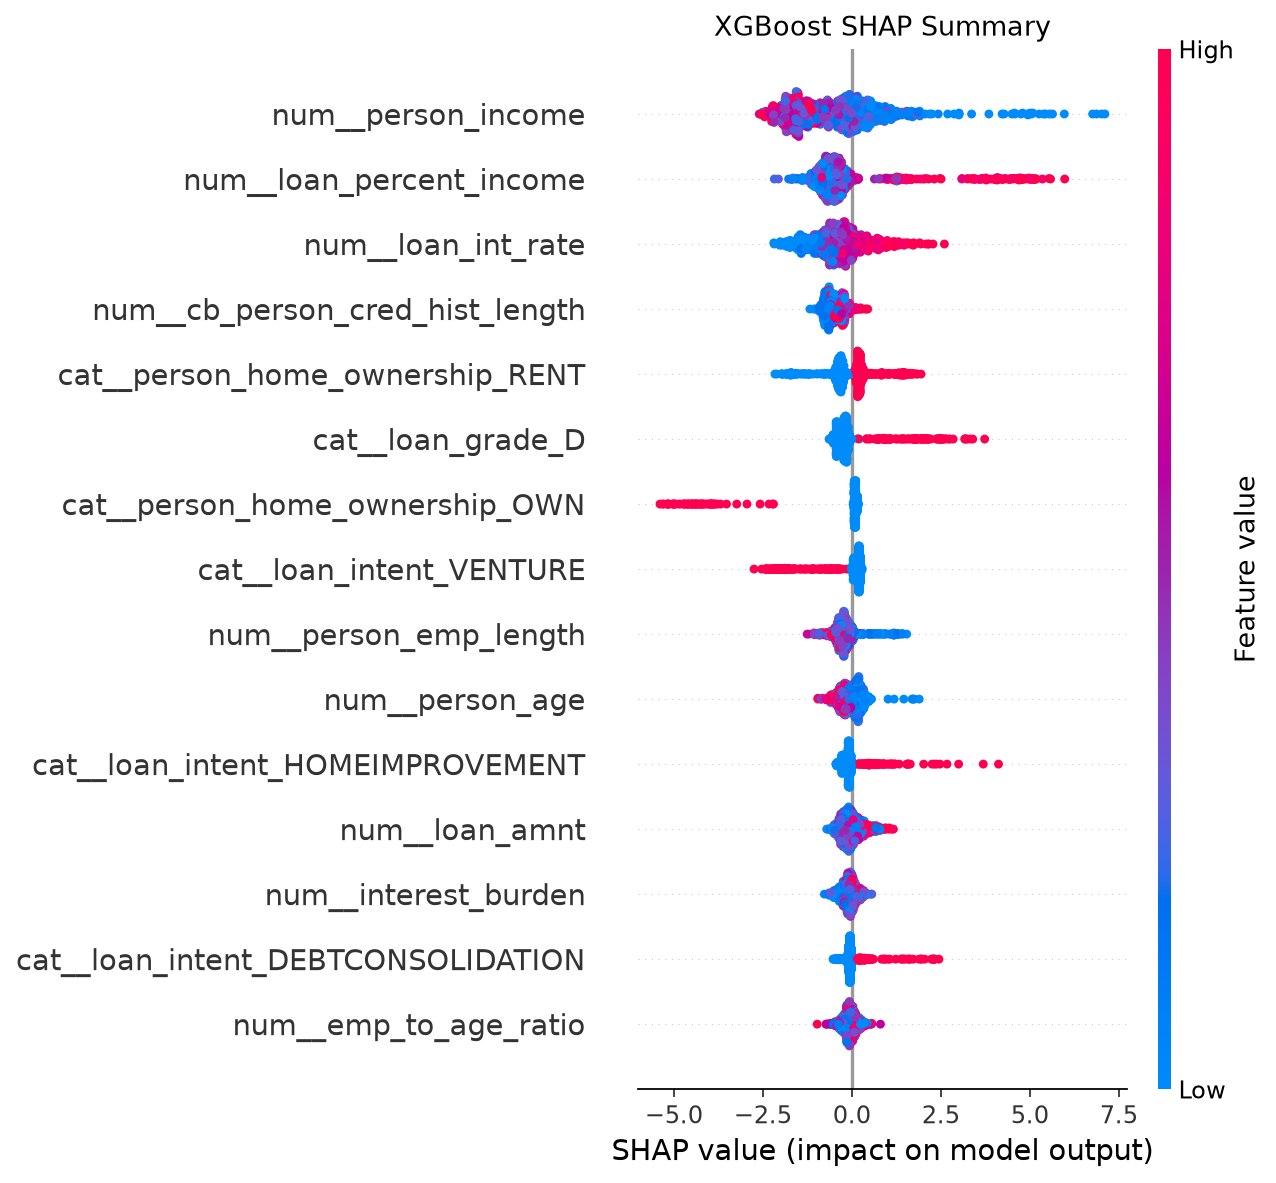 XGBoost SHAP Summary
High
num__person_income
num__loan_percent_income
num__loan_int_rate
num__cb_person_cred_hist_length
cat__person_home_ownership_RENT
cat__loan_grade_D
cat__person_home_ownership_OWN
cat__loan_intent_VENTURE
num__person_emp_length
num__person_age
cat__loan_intent_HOMEIMPROVEMENT
num__loan_amnt
num__interest_burden
cat__loan_intent_DEBTCONSOLIDATION
num__emp_to_age_ratio
Feature value
Low
−5.0 −2.5 0.0 2.5 5.0 7.5
SHAP value (impact on model output)